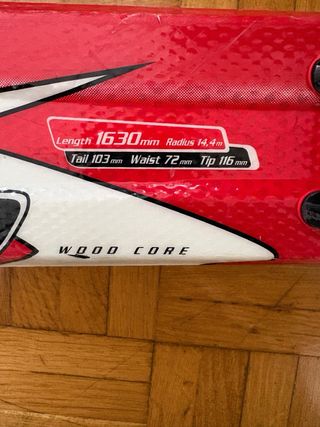 Length 1630mm Radius 14,4m
Tail 103mm Waist 72mm Tip 116mm
WOOD CORE